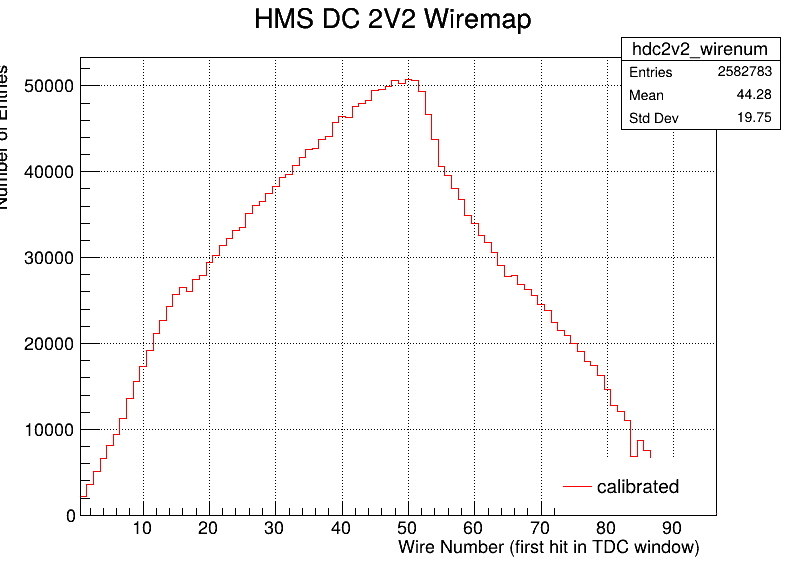 HMS DC 2V2 Wiremap
hdc2v2_wirenum
Entries 2582783
Mean 44.28
Std Dev 19.75
Number of Entries
50000
40000
30000
20000
10000
0
calibrated
10 20 30 40 50 60 70 80 90
Wire Number (first hit in TDC window)